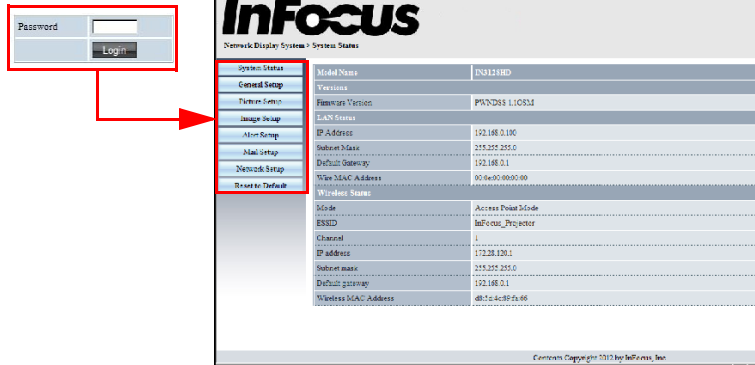 Password
Login
InFocus
Network Display System > System Status
System Status
General Setup
Picture Setup
Image Setup
Alert Setup
Mail Setup
Network Setup
Reset to Default
Model Name IN3128HD
Versions
Firmware Version PWNDSS 1.1OSM
LAN Status
IP Address 192.168.0.100
Subnet Mask 255.255.255.0
Default Gateway 192.168.0.1
Wire MAC Address 00:0e:00:00:00:00
Wireless Status
Mode Access Point Mode
ESSID InFocus_Projector
Channel 1
IP address 172.28.120.1
Subnet mask 255.255.255.0
Default gateway 192.168.0.1
Wireless MAC Address
Contents Copyright 2012 by InFocus, Inc